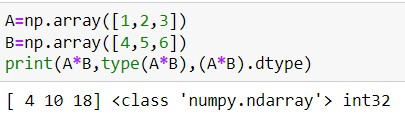 A=np.array([1,2,3])
B=np.array([4,5,6])
print(A*B,type(A*B),(A*B).dtype)
[ 4 10 18] <class 'numpy.ndarray'> int32